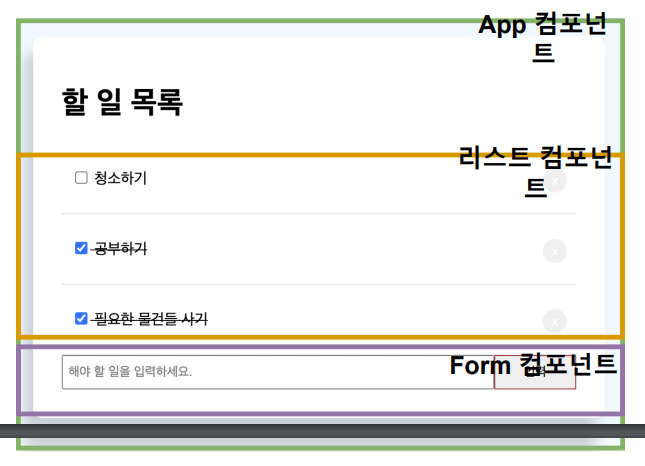 App 컴포넌
트
할 일 목록
리스트 컴포넌
트
청소하기
x
공부하기
x
필요한 물건들 사기
x
Form 컴포넌트
해야 할 일을 입력하세요.
입력